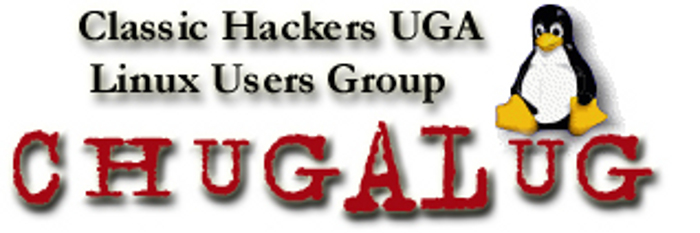 Classic Hackers UGA
Linux Users Group
CHUGALUG